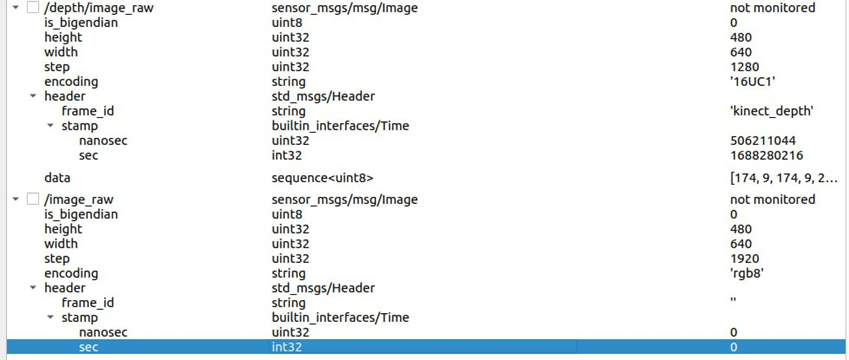 /depth/image_raw sensor_msgs/msg/Image not monitored
is_bigendian uint8 0
height uint32 480
width uint32 640
step uint32 1280
encoding string '16UC1'
header std_msgs/Header
frame_id string 'kinect_depth'
stamp builtin_interfaces/Time
nanosec uint32 506211044
sec int32 1688280216
data sequence<uint8> [174, 9, 174, 9, 2...
/image_raw sensor_msgs/msg/Image not monitored
is_bigendian uint8 0
height uint32 480
width uint32 640
step uint32 1920
encoding string 'rgb8'
header std_msgs/Header
frame_id string ''
stamp builtin_interfaces/Time
nanosec uint32 0
sec int32 0